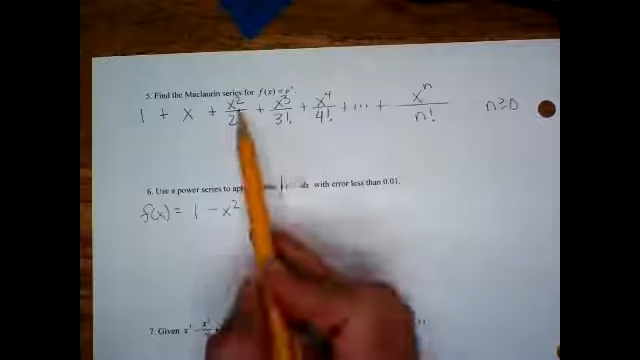 5. Find the Maclaurin series for f(x) = eˣ.
1 + x + x²/2! + x³/3! + x⁴/4! + ... + xⁿ/n! n≥0
6. Use a power series to dx with error less than 0.01.
f(x) = 1 - x²
7. Given